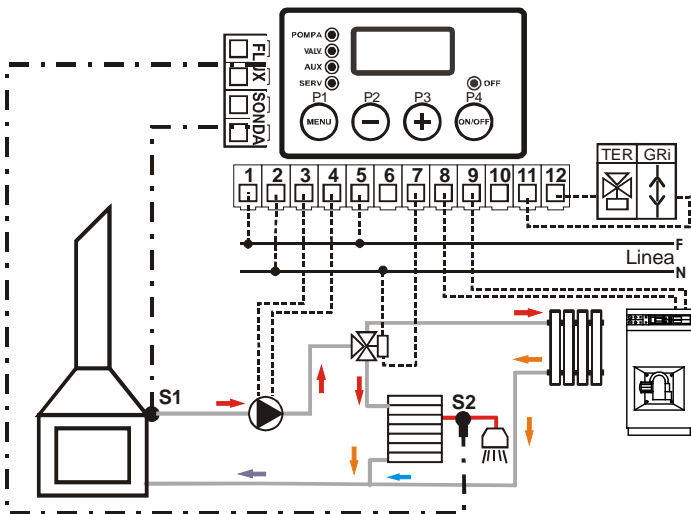 POMPA
VALV.
AUX
SERV
OFF
P1 P2 P3 P4
MENU − + ON/OFF
FLUX
SONDA
1 2 3 4 5 6 7 8 9 10 11 12
TER GRi
F
Linea
N
S1
S2